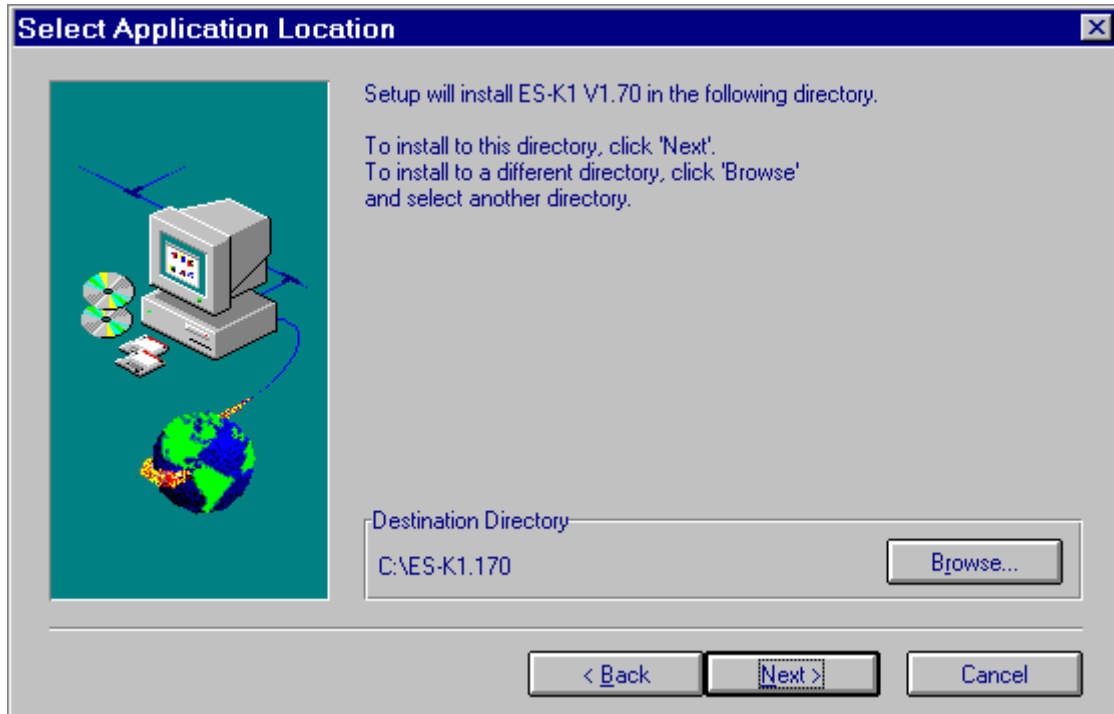 Select Application Location
Setup will install ES-K1 V1.70 in the following directory.
To install to this directory, click 'Next'.
To install to a different directory, click 'Browse'
and select another directory.
Destination Directory
C:\ES-K1.170
Browse...
< Back
Next >
Cancel